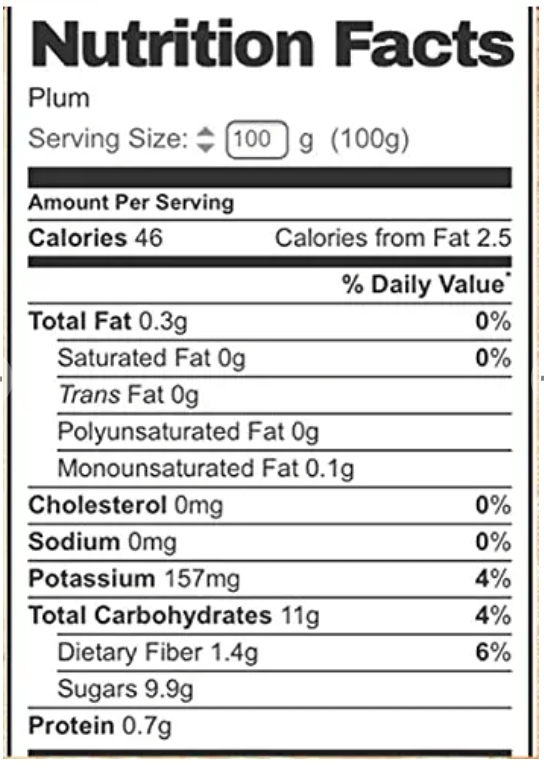 Nutrition Facts
Plum
Serving Size: 100 g (100g)
Amount Per Serving
Calories 46 Calories from Fat 2.5
% Daily Value*
Total Fat 0.3g 0%
Saturated Fat 0g 0%
Trans Fat 0g
Polyunsaturated Fat 0g
Monounsaturated Fat 0.1g
Cholesterol 0mg 0%
Sodium 0mg 0%
Potassium 157mg 4%
Total Carbohydrates 11g 4%
Dietary Fiber 1.4g 6%
Sugars 9.9g
Protein 0.7g